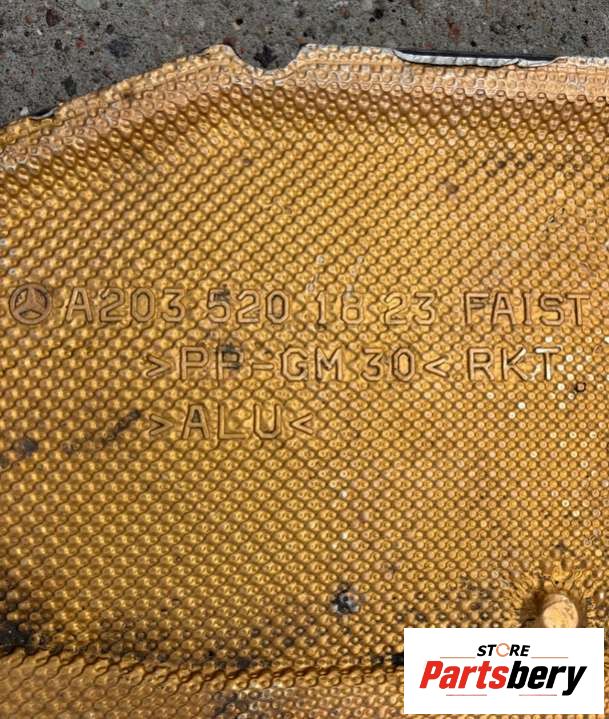 A203 520 18 23 FAIST
>PP-GM 30< RKT
>ALU<
STORE
Partsbery